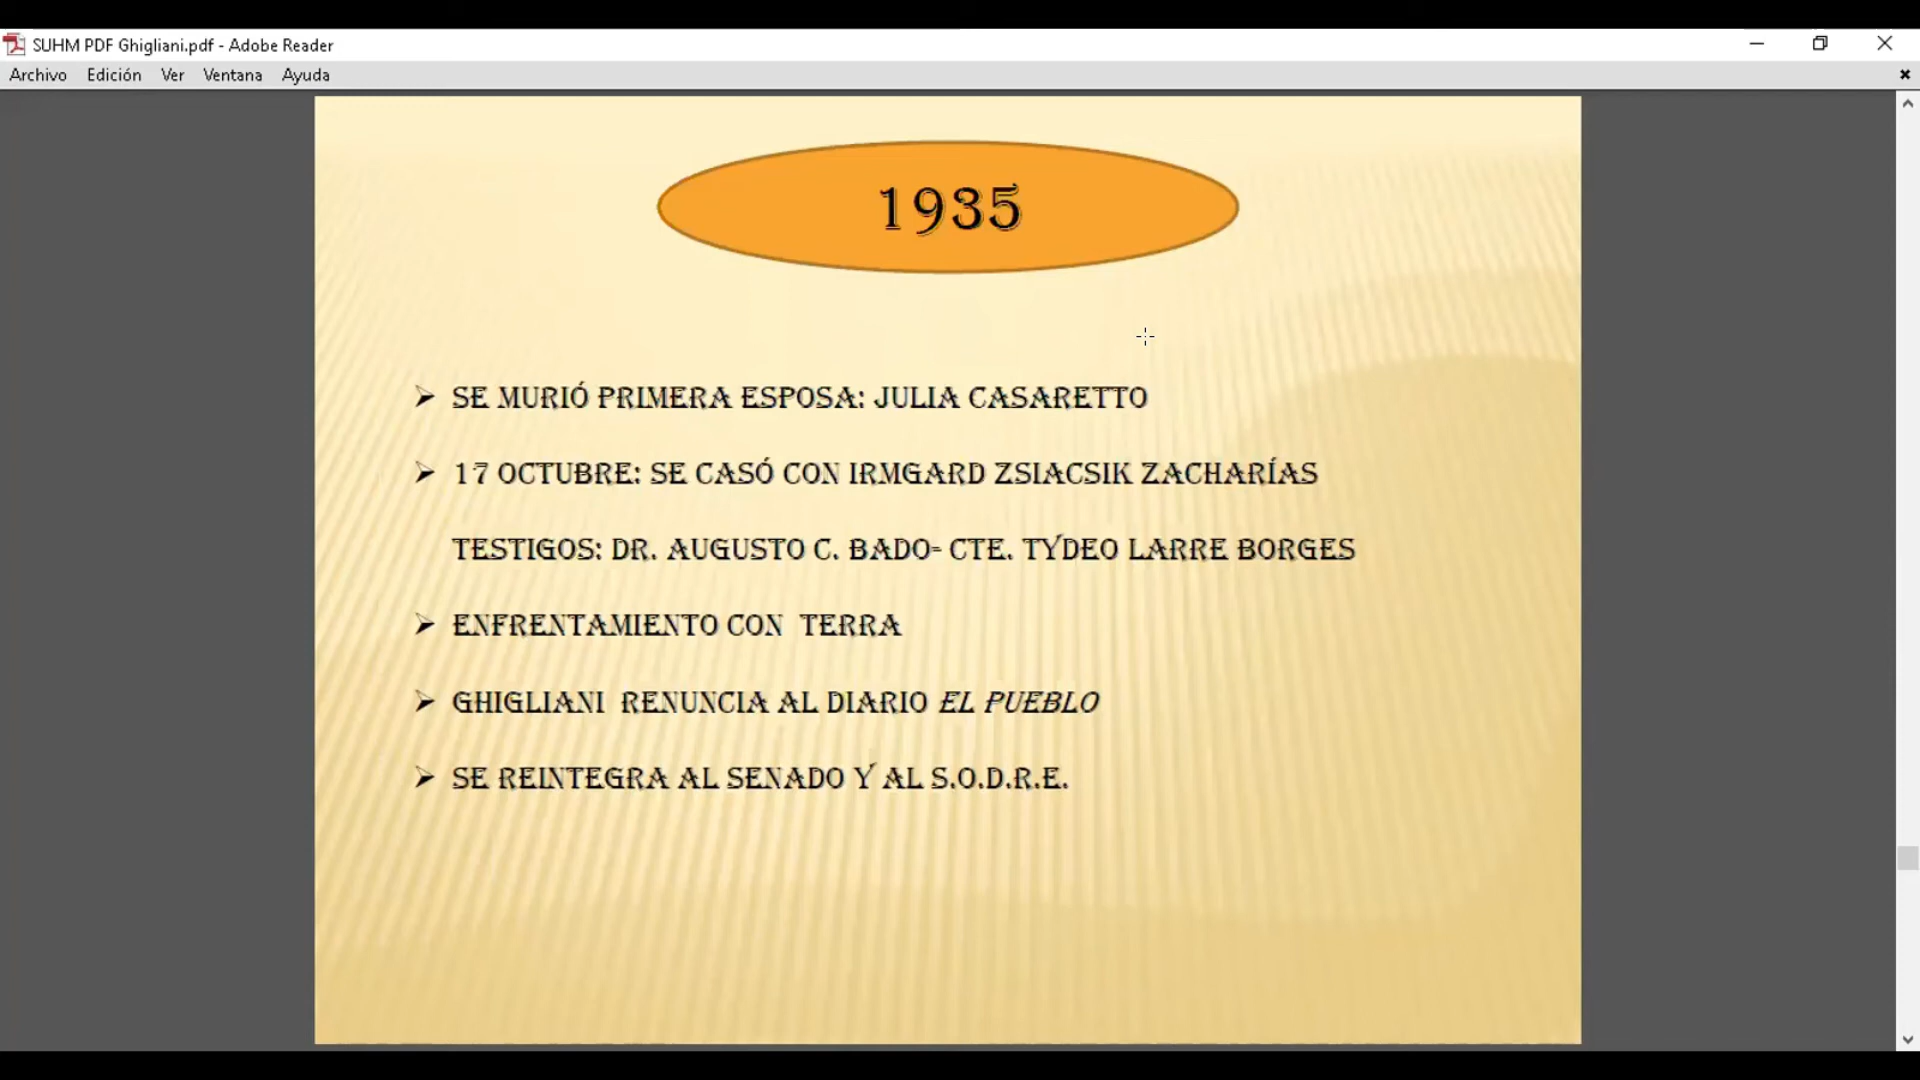 SUHM PDF Ghigliani.pdf - Adobe Reader
Archivo Edición Ver Ventana Ayuda
1935
SE MURIÓ PRIMERA ESPOSA: JULIA CASARETTO
17 OCTUBRE: SE CASÓ CON IRMGARD ZSIACSIK ZACHARÍAS
TESTIGOS: DR. AUGUSTO C. BADO- CTE. TYDEO LARRE BORGES
ENFRENTAMIENTO CON TERRA
GHIGLIANI RENUNCIA AL DIARIO EL PUEBLO
SE REINTEGRA AL SENADO Y AL S.O.D.R.E.